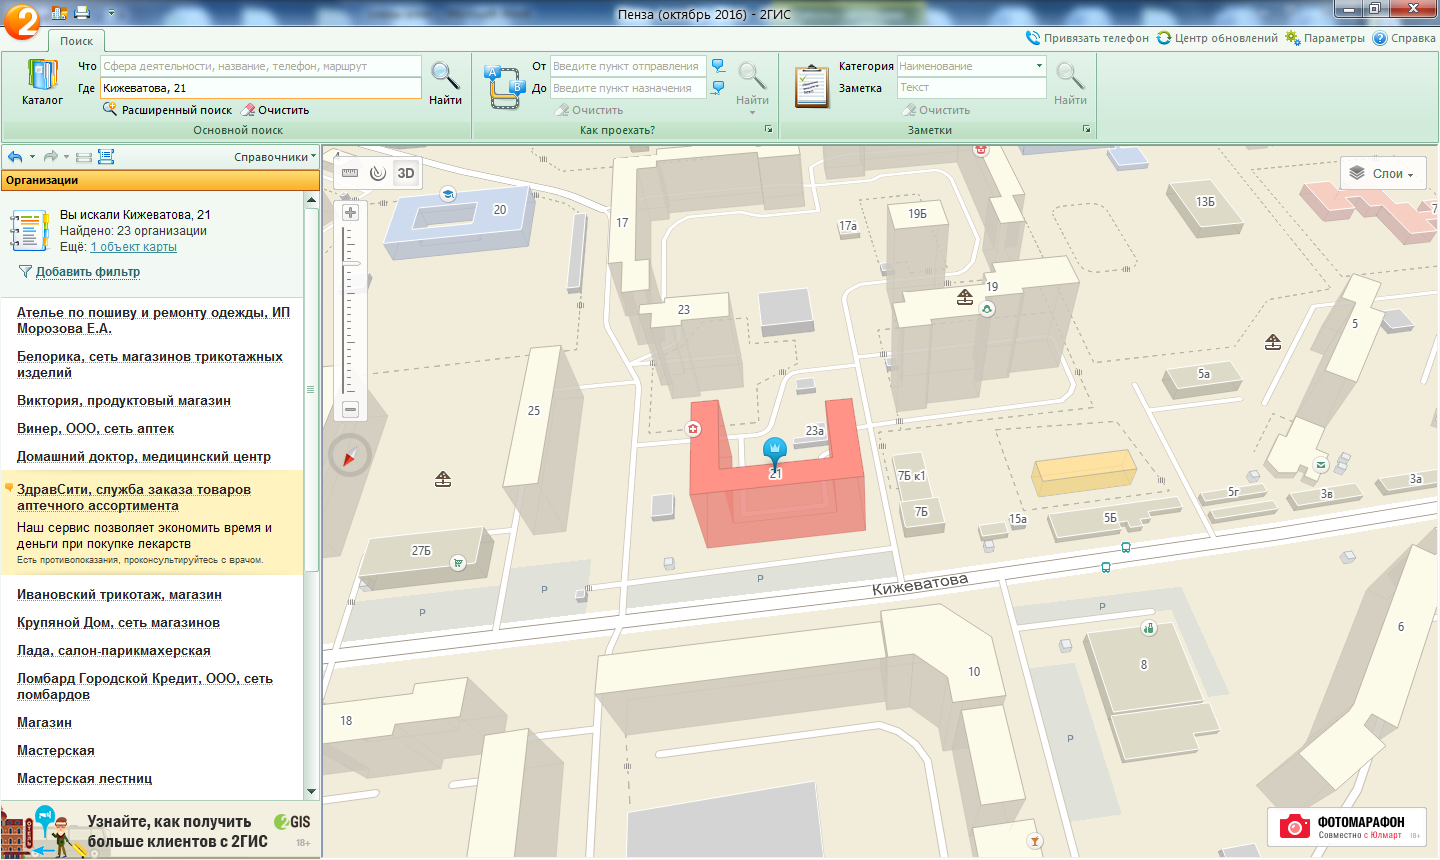 Пенза (октябрь 2016) - 2ГИС
Поиск
Привязать телефон
Центр обновлений
Параметры
Справка
Каталог
Что
Сфера деятельности, название, телефон, маршрут
Где
Кижеватова, 21
Расширенный поиск
Очистить
Найти
Основной поиск
От
Введите пункт отправления
До
Введите пункт назначения
Очистить
Найти
Как проехать?
Категория
Наименование
Заметка
Текст
Очистить
Найти
Заметки
Справочники
Организации
Вы искали Кижеватова, 21
Найдено: 23 организации
Ещё: 1 объект карты
Добавить фильтр
Ателье по пошиву и ремонту одежды, ИП
Морозова Е.А.
Белорика, сеть магазинов трикотажных
изделий
Виктория, продуктовый магазин
Винер, ООО, сеть аптек
Домашний доктор, медицинский центр
ЗдравСити, служба заказа товаров
аптечного ассортимента
Наш сервис позволяет экономить время и
деньги при покупке лекарств
Есть противопоказания, проконсультируйтесь с врачом.
Ивановский трикотаж, магазин
Крупяной Дом, сеть магазинов
Лада, салон-парикмахерская
Ломбард Городской Кредит, ООО, сеть
ломбардов
Магазин
Мастерская
Мастерская лестниц
Узнайте, как получить
больше клиентов с 2ГИС
2GIS
18+
3D
Слои
20
17
17а
19Б
13Б
7
19
23
5
5а
25
23а
21
7Б к1
7Б
15а
5Б
5г
3в
3а
27Б
P
P
P
P
Кижеватова
6
8
10
18
P
ФОТОМАРАФОН
Совместно с Юлмарт
18+